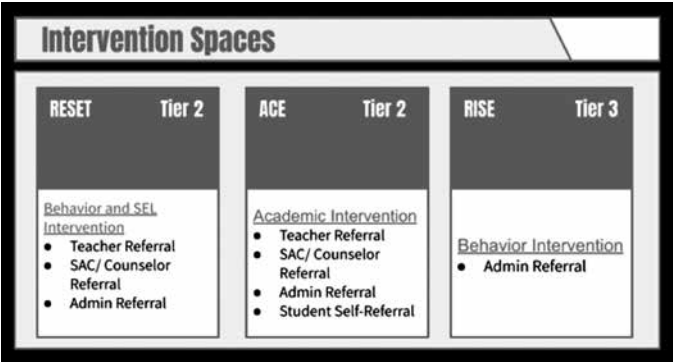 Intervention Spaces
RESET Tier 2
Behavior and SEL
Intervention
● Teacher Referral
● SAC/ Counselor
Referral
● Admin Referral
ACE Tier 2
Academic Intervention
● Teacher Referral
● SAC/ Counselor
Referral
● Admin Referral
● Student Self-Referral
RISE Tier 3
Behavior Intervention
● Admin Referral